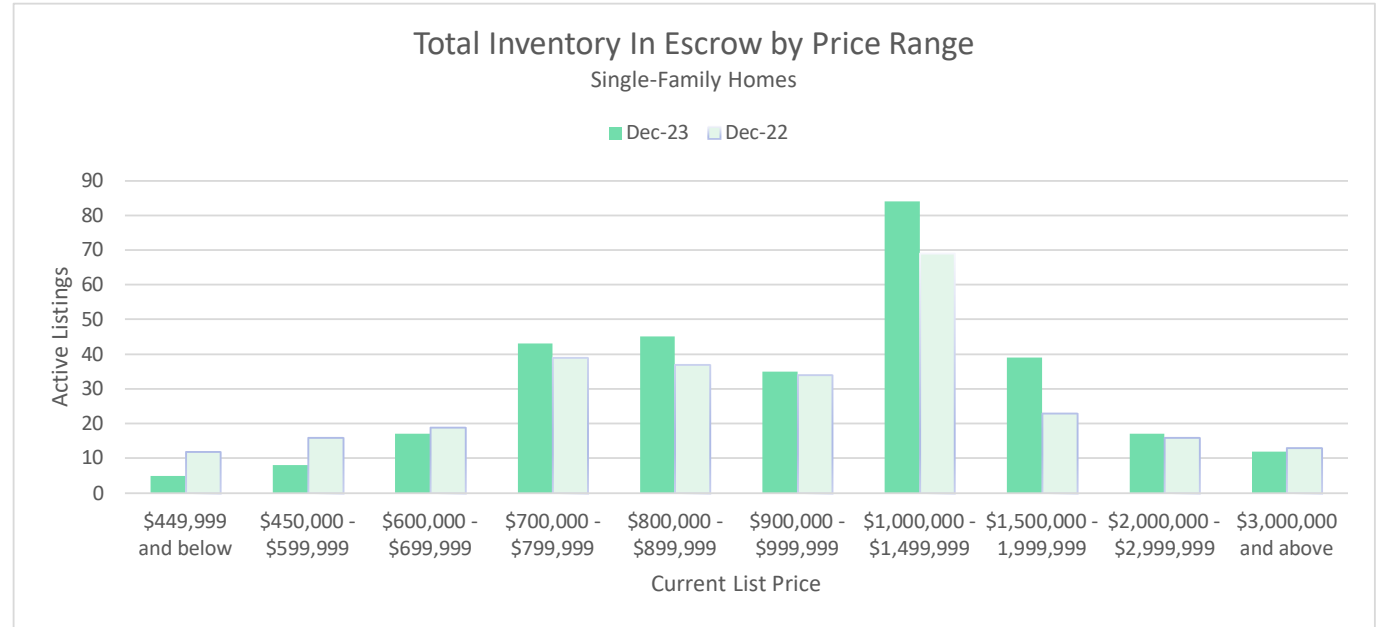 Total Inventory In Escrow by Price Range
Single-Family Homes
Dec-23 Dec-22
Active Listings
90
80
70
60
50
40
30
20
10
0
$449,999 and below
$450,000 - $599,999
$600,000 - $699,999
$700,000 - $799,999
$800,000 - $899,999
$900,000 - $999,999
$1,000,000 - $1,499,999
$1,500,000 - 1,999,999
$2,000,000 - $2,999,999
$3,000,000 and above
Current List Price